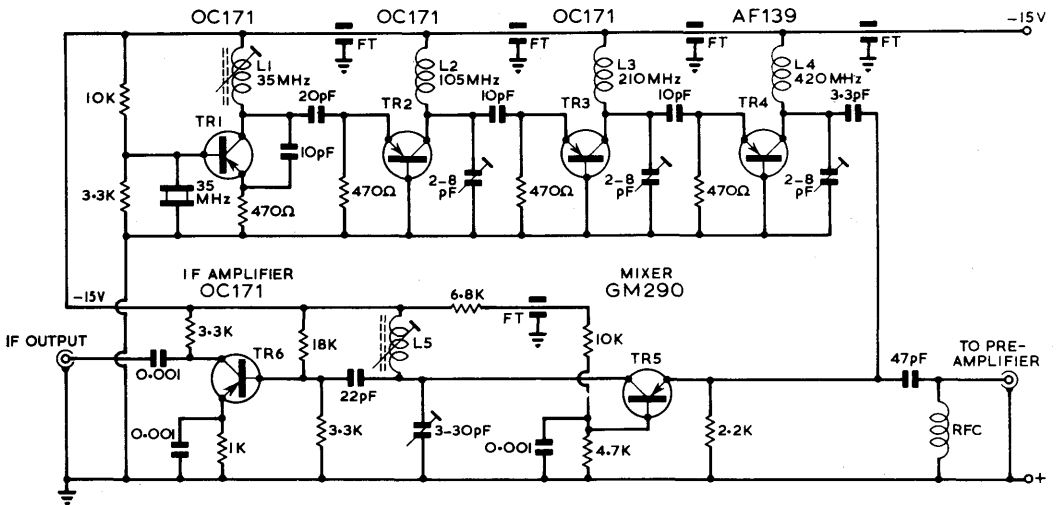 OC171 OC171 OC171 AF139
-15V
FT FT FT FT
L1
35MHz
L2
105MHz
L3
210MHz
L4
420MHz
10K
20pF
10pF
10pF
3·3pF
TR1
TR2
TR3
TR4
10pF
3·3K
35
MHz
470Ω
470Ω
2-8
pF
470Ω
2-8
pF
470Ω
2-8
pF
IF AMPLIFIER
OC171
MIXER
GM290
-15V
6·8K
FT
IF OUTPUT
3·3K
18K
L5
10K
TO PRE-
AMPLIFIER
TR6
TR5
47pF
0·001
22pF
0·001
1K
3·3K
3-30pF
0·001
4·7K
2·2K
RFC
+